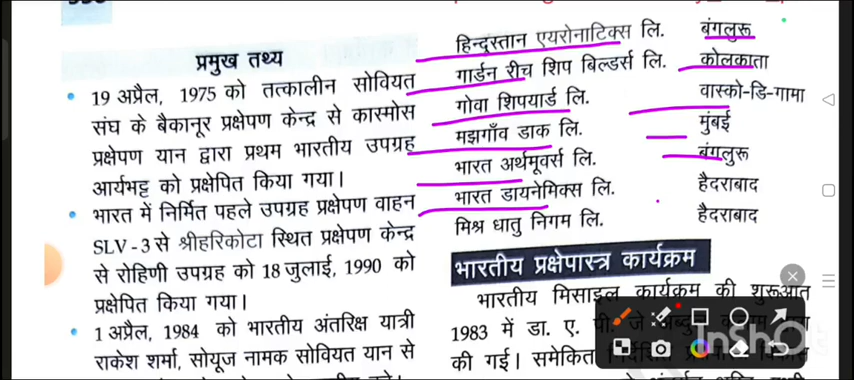 प्रमुख तथ्य
• 19 अप्रैल, 1975 को तत्कालीन सोवियत
संघ के बैकानूर प्रक्षेपण केन्द्र से कास्मोस
प्रक्षेपण यान द्वारा प्रथम भारतीय उपग्रह
आर्यभट्ट को प्रक्षेपित किया गया।
• भारत में निर्मित पहले उपग्रह प्रक्षेपण वाहन
SLV-3 से श्रीहरिकोटा स्थित प्रक्षेपण केन्द्र
से रोहिणी उपग्रह को 18 जुलाई, 1990 को
प्रक्षेपित किया गया।
• 1 अप्रैल, 1984 को भारतीय अंतरिक्ष यात्री
राकेश शर्मा, सोयूज नामक सोवियत यान से
हिन्दुस्तान एयरोनाटिक्स लि. बंगलुरू
गार्डन रीच शिप बिल्डर्स लि. कोलकाता
गोवा शिपयार्ड लि. वास्को-डि-गामा
मझगाँव डाक लि. मुंबई
भारत अर्थमूवर्स लि. बंगलुरू
भारत डायनेमिक्स लि. हैदराबाद
मिश्र धातु निगम लि. हैदराबाद
भारतीय प्रक्षेपास्त्र कार्यक्रम
भारतीय मिसाइल कार्यक्रम की शुरूआत
1983 में डा. ए. पी. जे
की गई। समेकित
InShOt